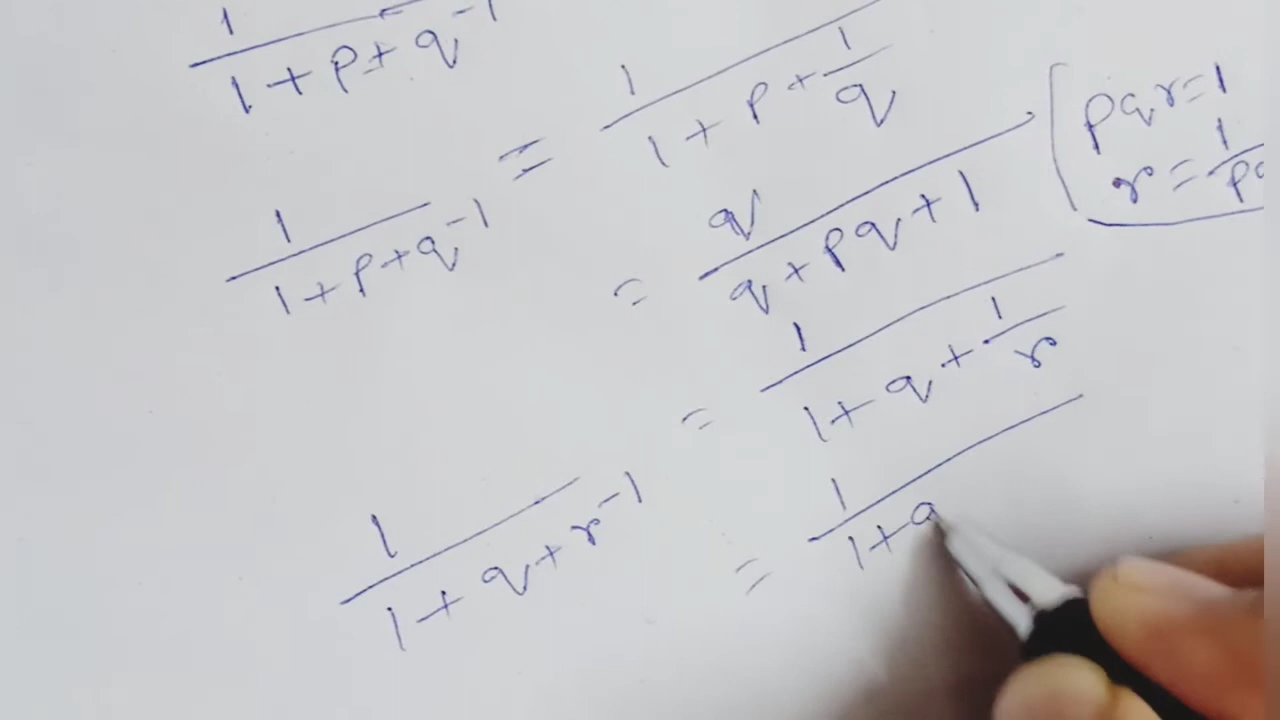 1/(1+p+q^-1) = 1/(1+p+1/q)
pqr=1
r=1/pq
1/(1+p+q^-1) = q/(q+pq+1)
= 1/(1+q+1/r)
1/(1+q+r^-1) = 1/(1+q